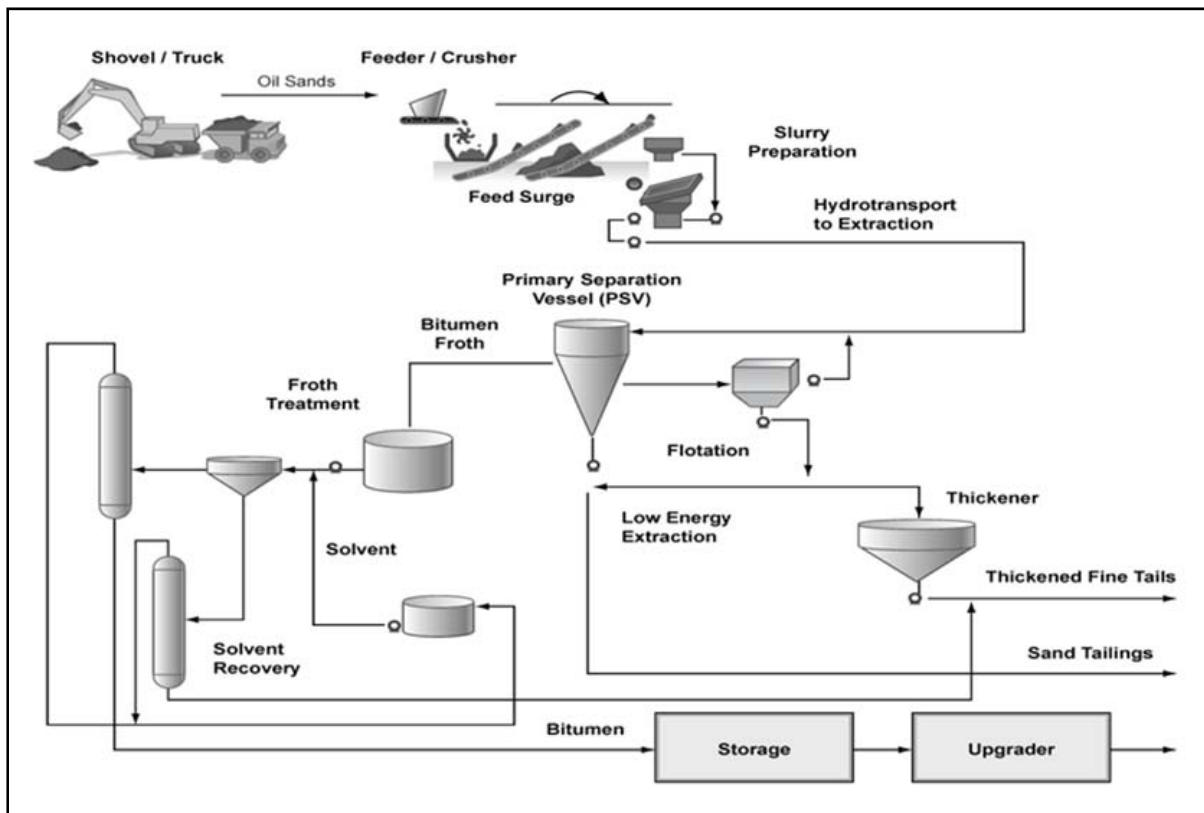 Shovel / Truck
Feeder / Crusher
Oil Sands
Slurry
Preparation
Feed Surge
Hydrotransport
to Extraction
Primary Separation
Vessel (PSV)
Bitumen
Froth
Froth
Treatment
Flotation
Thickener
Low Energy
Extraction
Solvent
Thickened Fine Tails
Solvent
Recovery
Sand Tailings
Bitumen
Storage
Upgrader